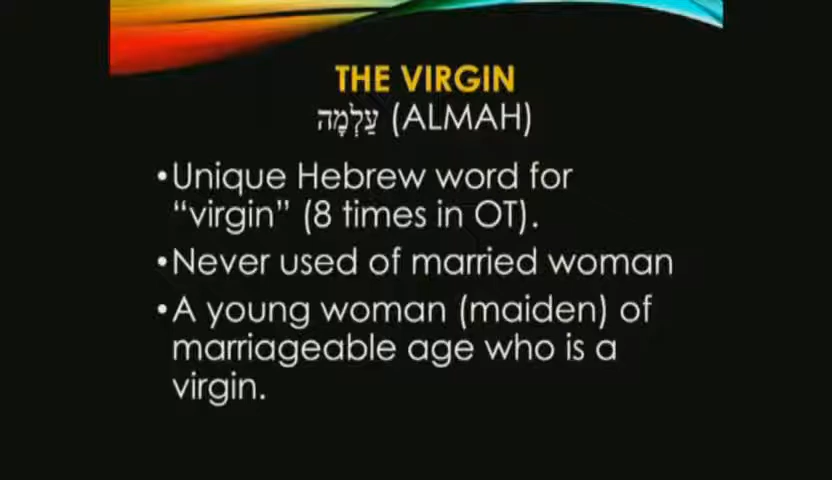 THE VIRGIN
עַלְמָה (ALMAH)
•Unique Hebrew word for
“virgin” (8 times in OT).
•Never used of married woman
•A young woman (maiden) of
marriageable age who is a
virgin.